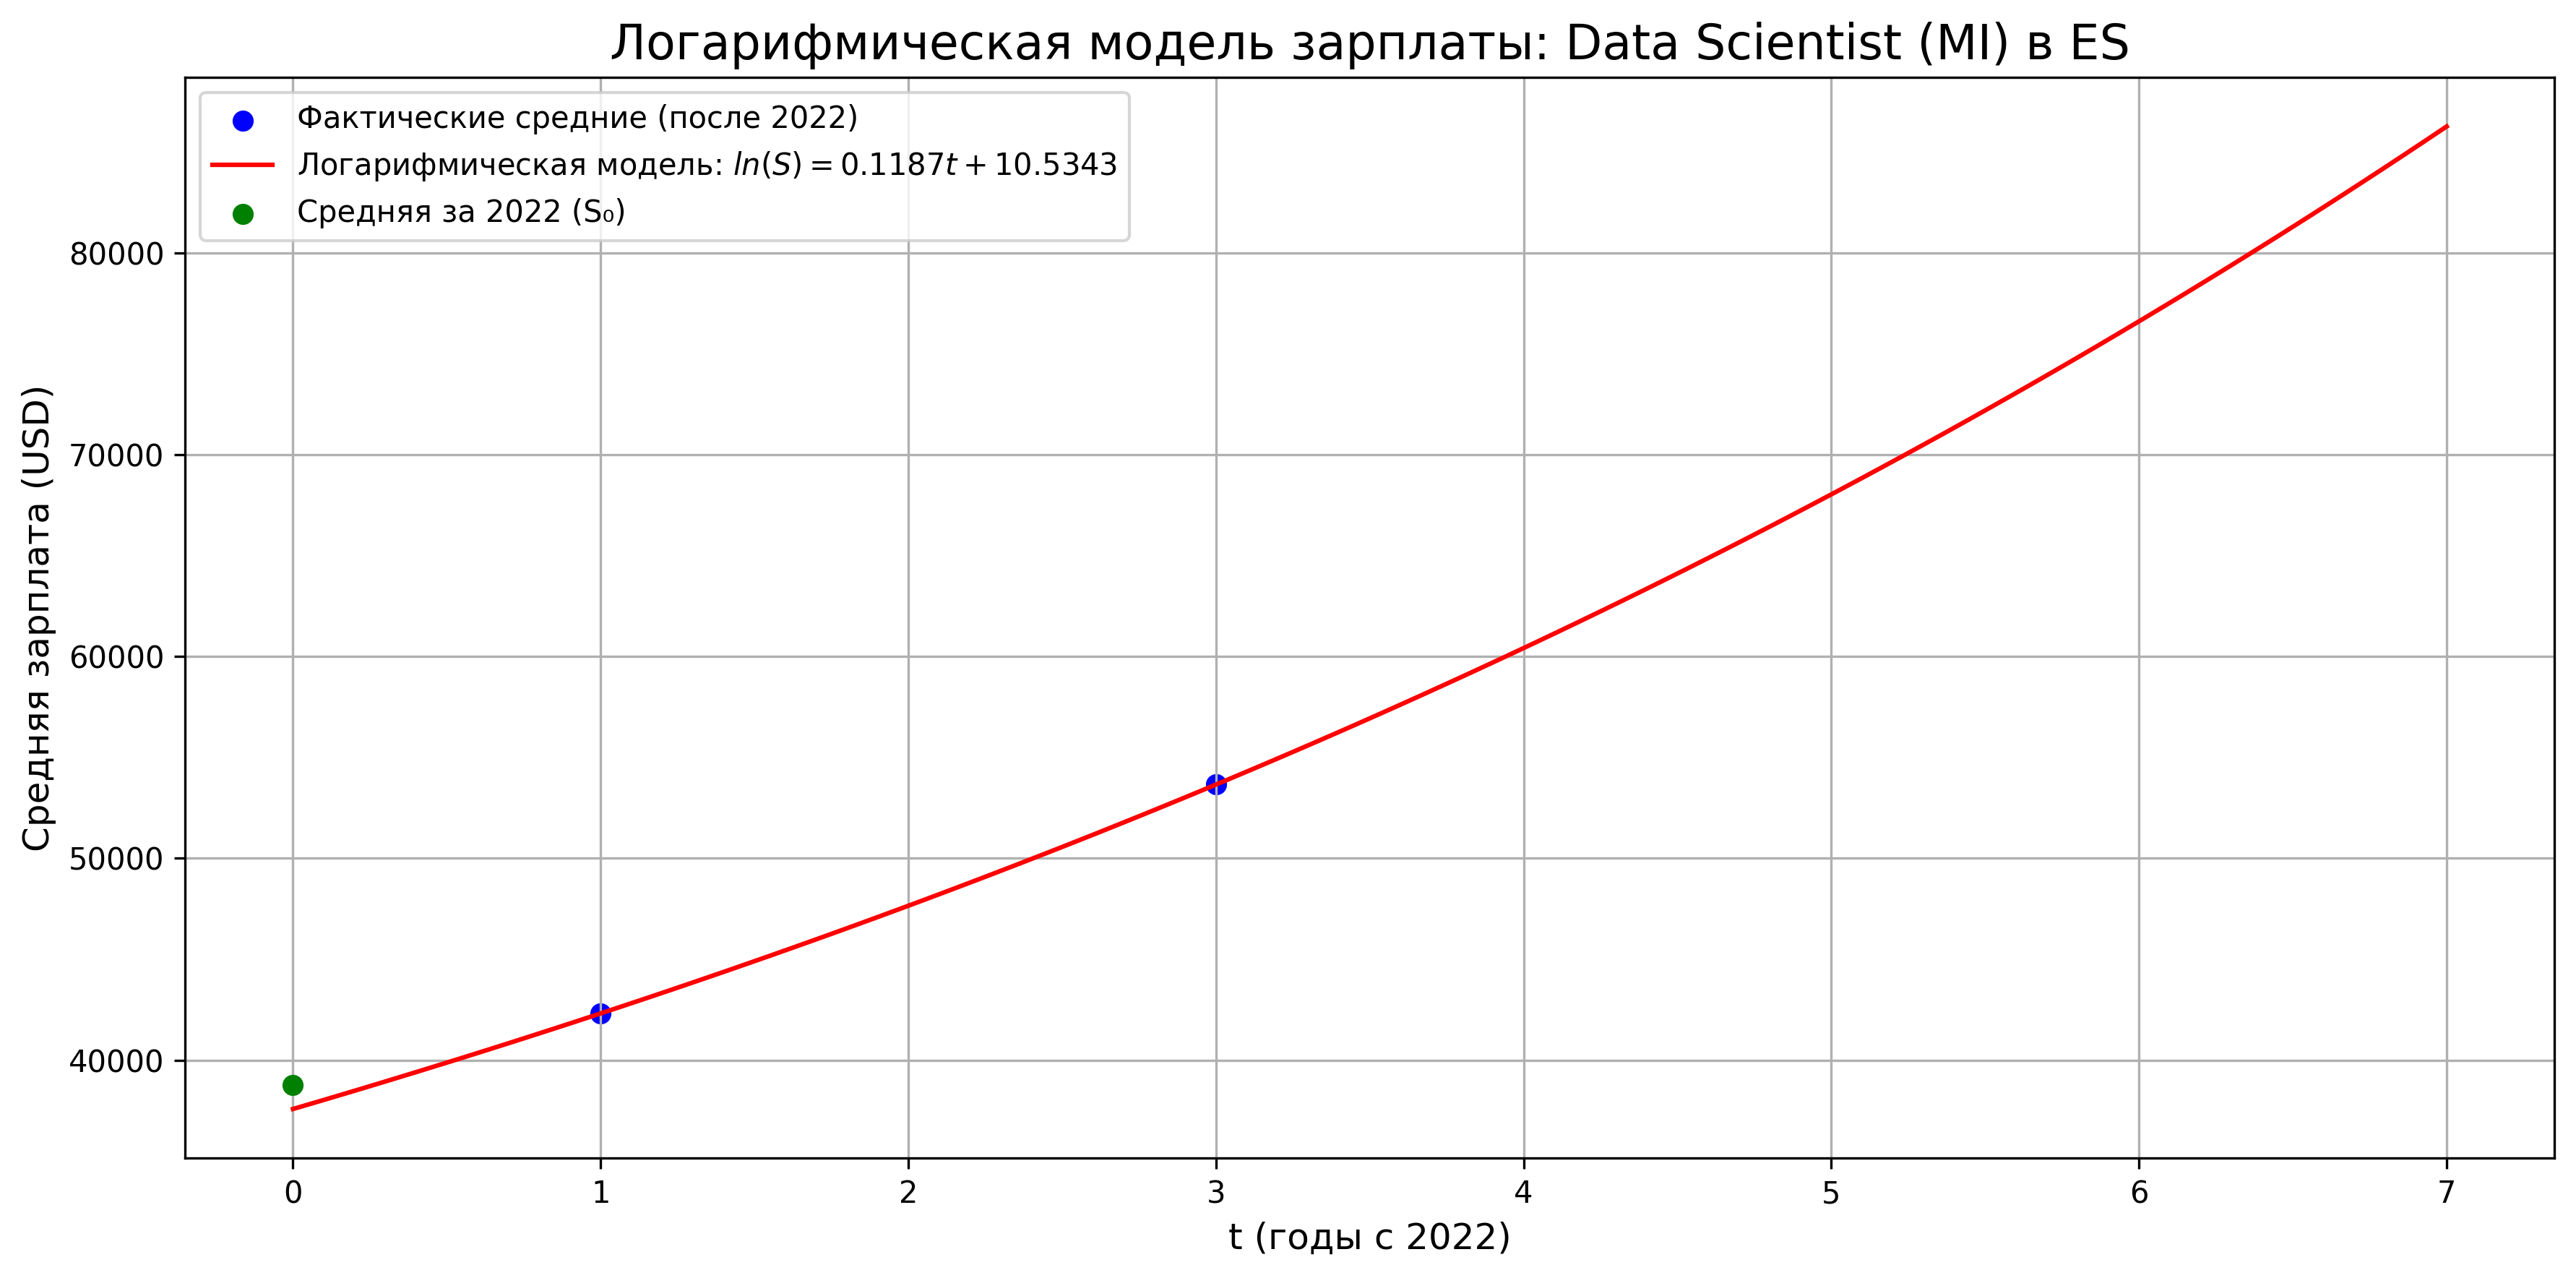 Логарифмическая модель зарплаты: Data Scientist (MI) в ES
Фактические средние (после 2022)
Логарифмическая модель: ln(S) = 0.1187t + 10.5343
Средняя за 2022 (S₀)
Средняя зарплата (USD)
80000
70000
60000
50000
40000
0 1 2 3 4 5 6 7
t (годы с 2022)